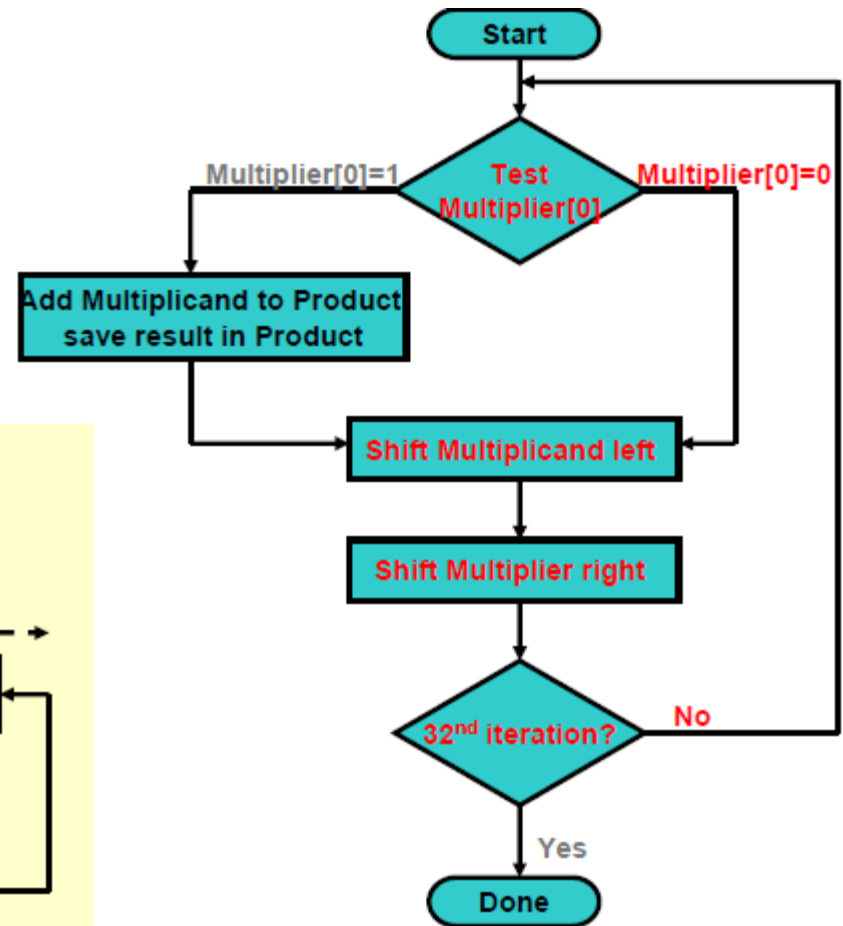 Start
Multiplier[0]=1
Test
Multiplier[0]
Multiplier[0]=0
Add Multiplicand to Product
save result in Product
Shift Multiplicand left
Shift Multiplier right
32nd iteration?
No
Yes
Done